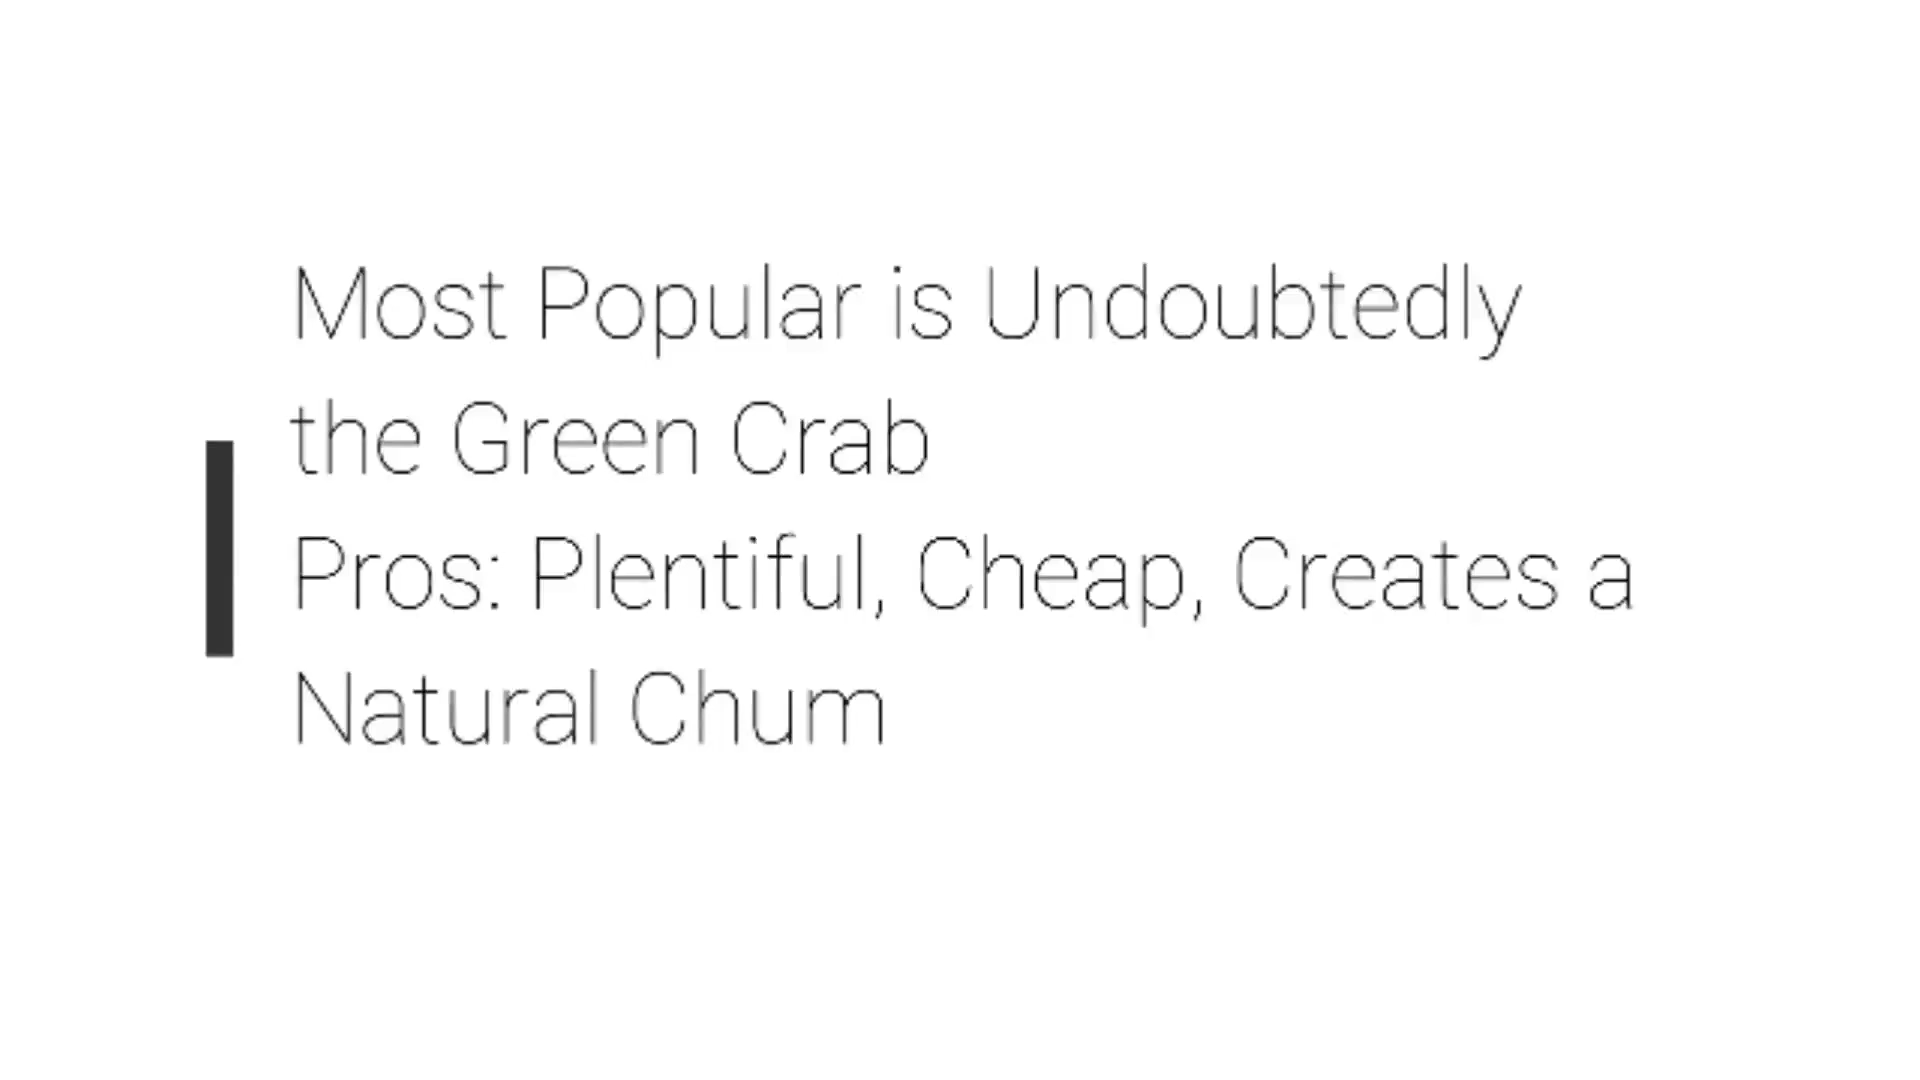 Most Popular is Undoubtedly
the Green Crab
Pros: Plentiful, Cheap, Creates a
Natural Chum